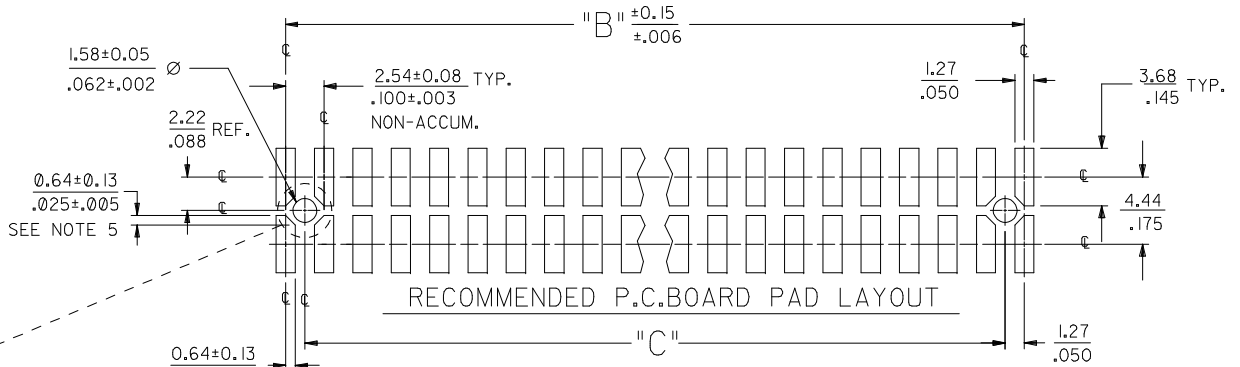 "B" ±0.15
±.006
℄
℄
1.58±0.05 Ø
.062±.002
2.54±0.08 TYP.
.100±.003
NON-ACCUM.
℄
1.27
.050
3.68 TYP.
.145
2.22 REF.
.088
℄
℄
0.64±0.13
.025±.005
SEE NOTE 5
℄
4.44
.175
℄
℄ ℄
RECOMMENDED P.C.BOARD PAD LAYOUT
"C"
0.64±0.13
1.27
.050